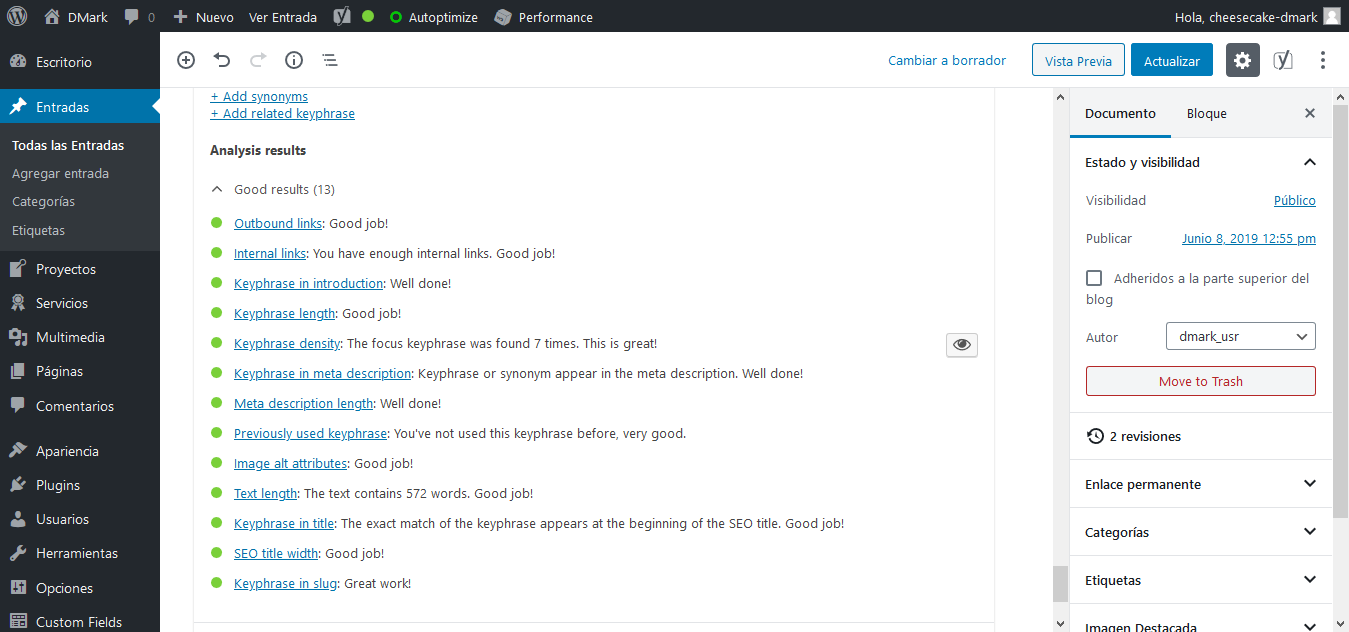 DMark
0
Nuevo
Ver Entrada
Autoptimize
Performance
Hola, cheesecake-dmark
Escritorio
Entradas
Todas las Entradas
Agregar entrada
Categorías
Etiquetas
Proyectos
Servicios
Multimedia
Páginas
Comentarios
Apariencia
Plugins
Usuarios
Herramientas
Opciones
Custom Fields
Cambiar a borrador
Vista Previa
Actualizar
+ Add synonyms
+ Add related keyphrase
Analysis results
Good results (13)
Outbound links: Good job!
Internal links: You have enough internal links. Good job!
Keyphrase in introduction: Well done!
Keyphrase length: Good job!
Keyphrase density: The focus keyphrase was found 7 times. This is great!
Keyphrase in meta description: Keyphrase or synonym appear in the meta description. Well done!
Meta description length: Well done!
Previously used keyphrase: You've not used this keyphrase before, very good.
Image alt attributes: Good job!
Text length: The text contains 572 words. Good job!
Keyphrase in title: The exact match of the keyphrase appears at the beginning of the SEO title. Good job!
SEO title width: Good job!
Keyphrase in slug: Great work!
Documento
Bloque
Estado y visibilidad
Visibilidad
Público
Publicar
Junio 8, 2019 12:55 pm
Adheridos a la parte superior del
blog
Autor
dmark_usr
Move to Trash
2 revisiones
Enlace permanente
Categorías
Etiquetas
Imagen Destacada